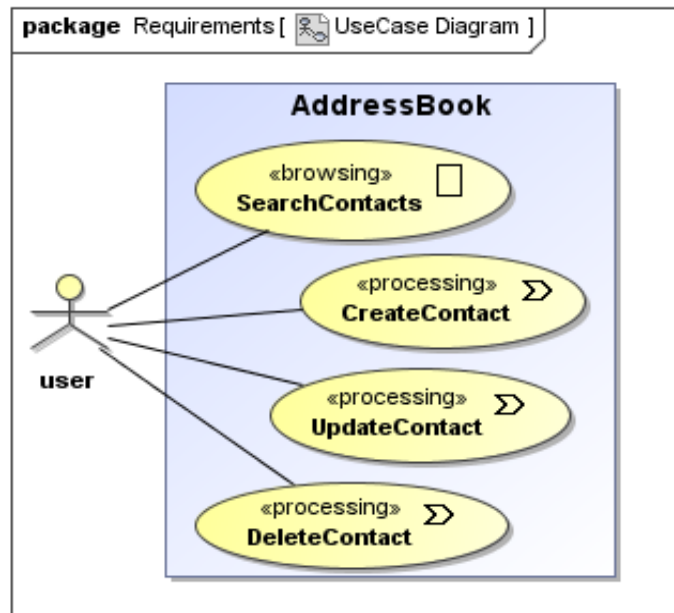 package Requirements [ UseCase Diagram ]
AddressBook
«browsing»
SearchContacts
«processing»
CreateContact
user
«processing»
UpdateContact
«processing»
DeleteContact